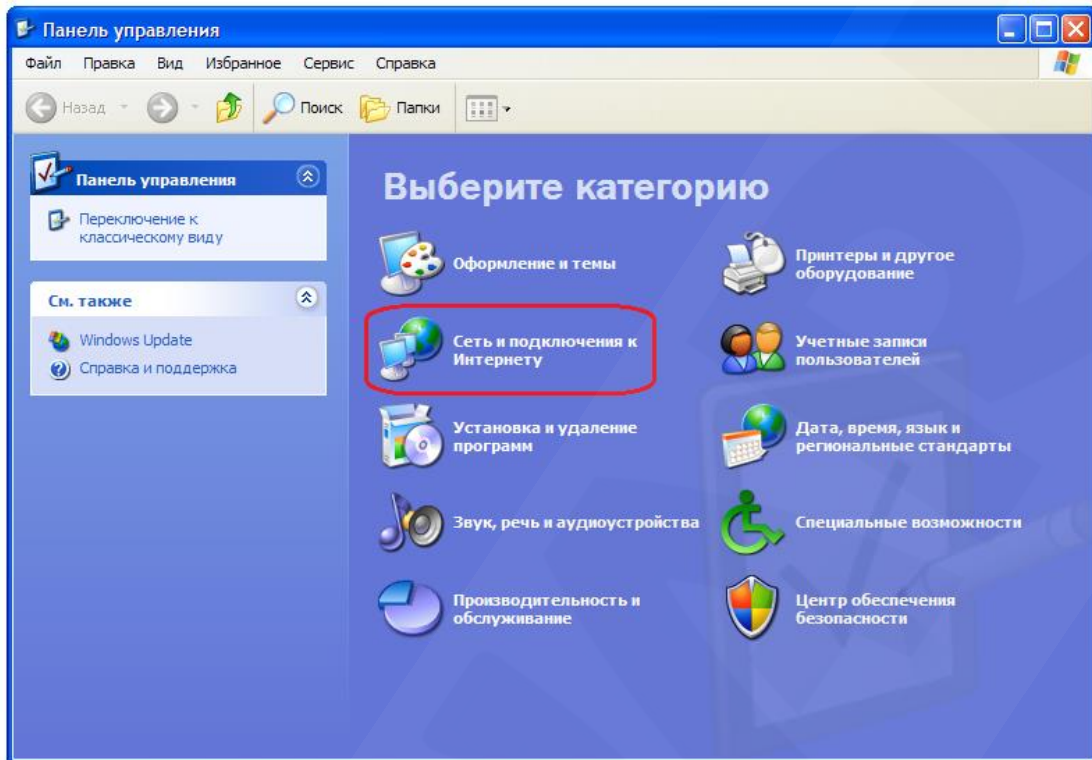 Панель управления
Файл Правка Вид Избранное Сервис Справка
Назад Поиск Папки
Панель управления
Переключение к
классическому виду
См. также
Windows Update
Справка и поддержка
Выберите категорию
Оформление и темы
Принтеры и другое
оборудование
Сеть и подключения к
Интернету
Учетные записи
пользователей
Установка и удаление
программ
Дата, время, язык и
региональные стандарты
Звук, речь и аудиоустройства
Специальные возможности
Производительность и
обслуживание
Центр обеспечения
безопасности